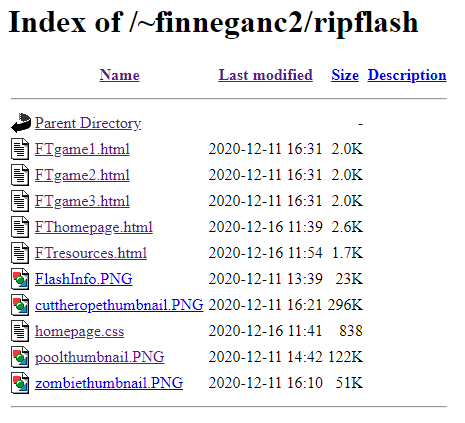 Index of /~finneganc2/ripflash
Name Last modified Size Description
Parent Directory -
FTgame1.html 2020-12-11 16:31 2.0K
FTgame2.html 2020-12-11 16:31 2.0K
FTgame3.html 2020-12-11 16:31 2.0K
FThomepage.html 2020-12-16 11:39 2.6K
FTresources.html 2020-12-16 11:54 1.7K
FlashInfo.PNG 2020-12-11 13:39 23K
cuttheropethumbnail.PNG 2020-12-11 16:21 296K
homepage.css 2020-12-16 11:41 838
poolthumbnail.PNG 2020-12-11 14:42 122K
zombiethumbnail.PNG 2020-12-11 16:10 51K